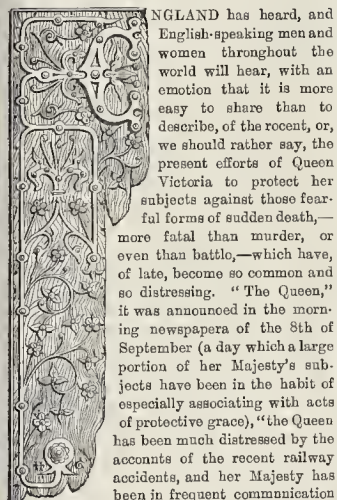 NGLAND has heard, and
English-speaking men and
women throughout the
world will hear, with an
emotion that it is more
easy to share than to
describe, of the recent, or,
we should rather say, the
present efforts of Queen
Victoria to protect her
subjects against those fear-
ful forms of sudden death,—
more fatal than murder, or
even than battle,—which have,
of late, become so common and
so distressing. “The Queen,”
it was announced in the morn-
ing newspapers of the 8th of
September (a day which a large
portion of her Majesty's sub-
jects have been in the habit of
especially associating with acts
of protective grace), “the Queen
has been much distressed by the
accounts of the recent railway
accidents, and her Majesty has
been in frequent communication